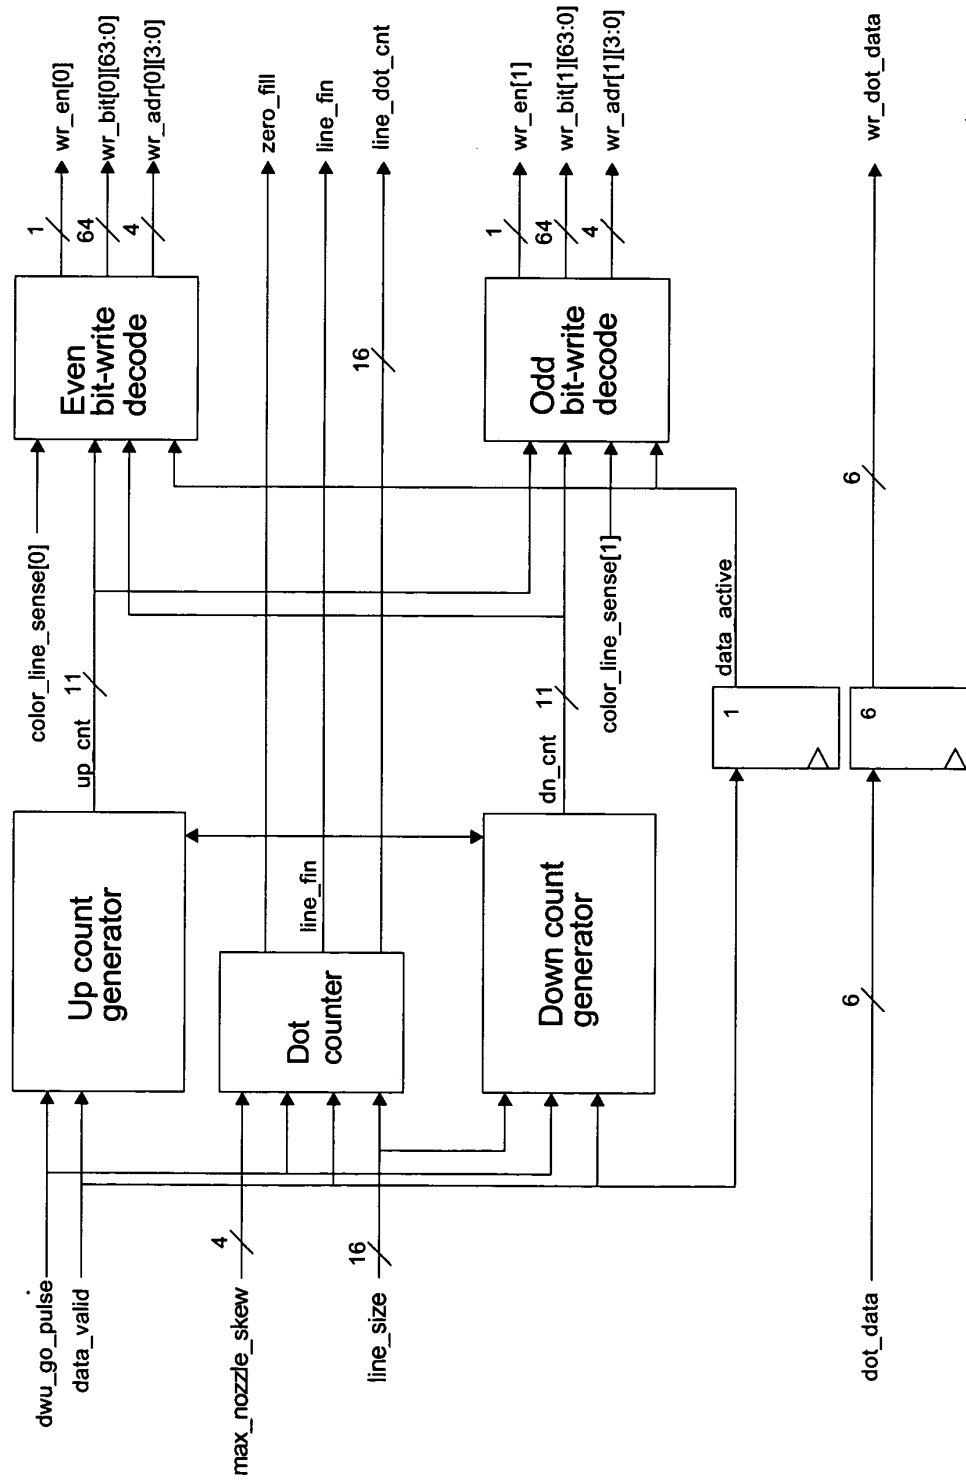 dwu_go_pulse
data_valid
max_nozzle_skew
4
line_size
16
dot_data
6
Up count
generator
Dot
counter
Down count
generator
line_fin
up_cnt
11
dn_cnt
11
color_line_sense[0]
color_line_sense[1]
data_active
1
6
Even
bit-write
decode
Odd
bit-write
decode
16
6
1
64
4
wr_en[0]
wr_bit[0][63:0]
wr_adr[0][3:0]
zero_fill
line_fin
line_dot_cnt
1
64
4
wr_en[1]
wr_bit[1][63:0]
wr_adr[1][3:0]
wr_dot_data